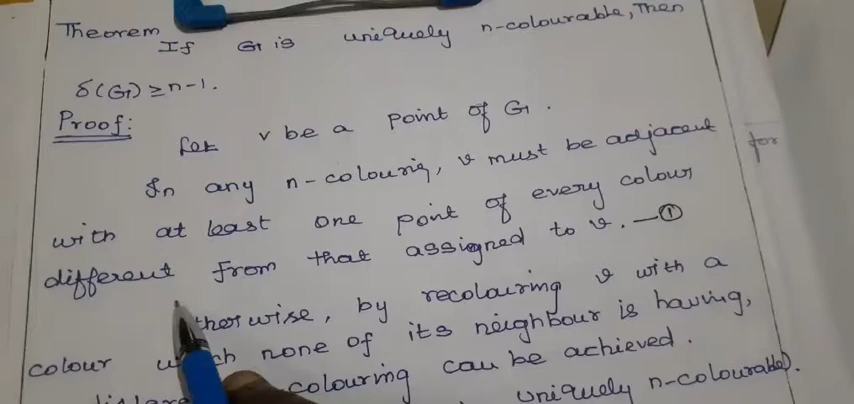 Theorem
If G is uniquely n-colourable, Then
δ(G) ≥ n-1.
Proof:
Let v be a point of G.
In any n-colourig, v must be adjacent
with at least one point of every colour
different from that assigned to v. —①
therwise, by recolouring v with a
colour none of its neighbour is having,
colouring can be achieved.
uniquely n-colourable).
for